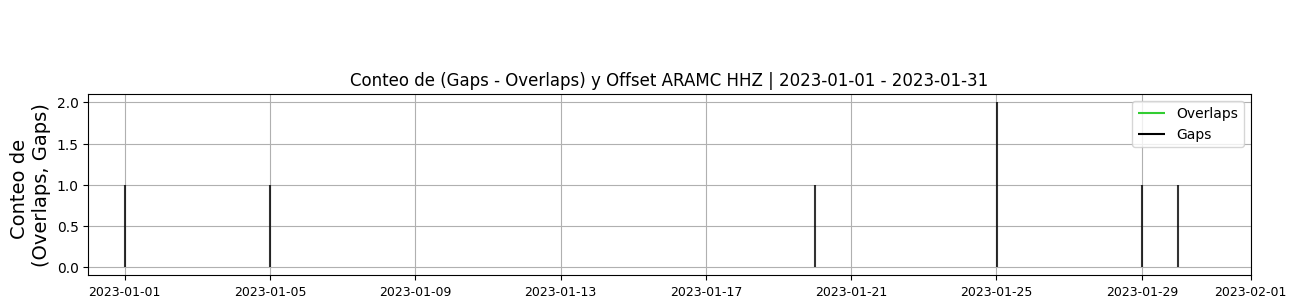 Conteo de (Gaps - Overlaps) y Offset ARAMC HHZ | 2023-01-01 - 2023-01-31
Conteo de
(Overlaps, Gaps)
2.0
1.5
1.0
0.5
0.0
Overlaps
Gaps
2023-01-01 2023-01-05 2023-01-09 2023-01-13 2023-01-17 2023-01-21 2023-01-25 2023-01-29 2023-02-01